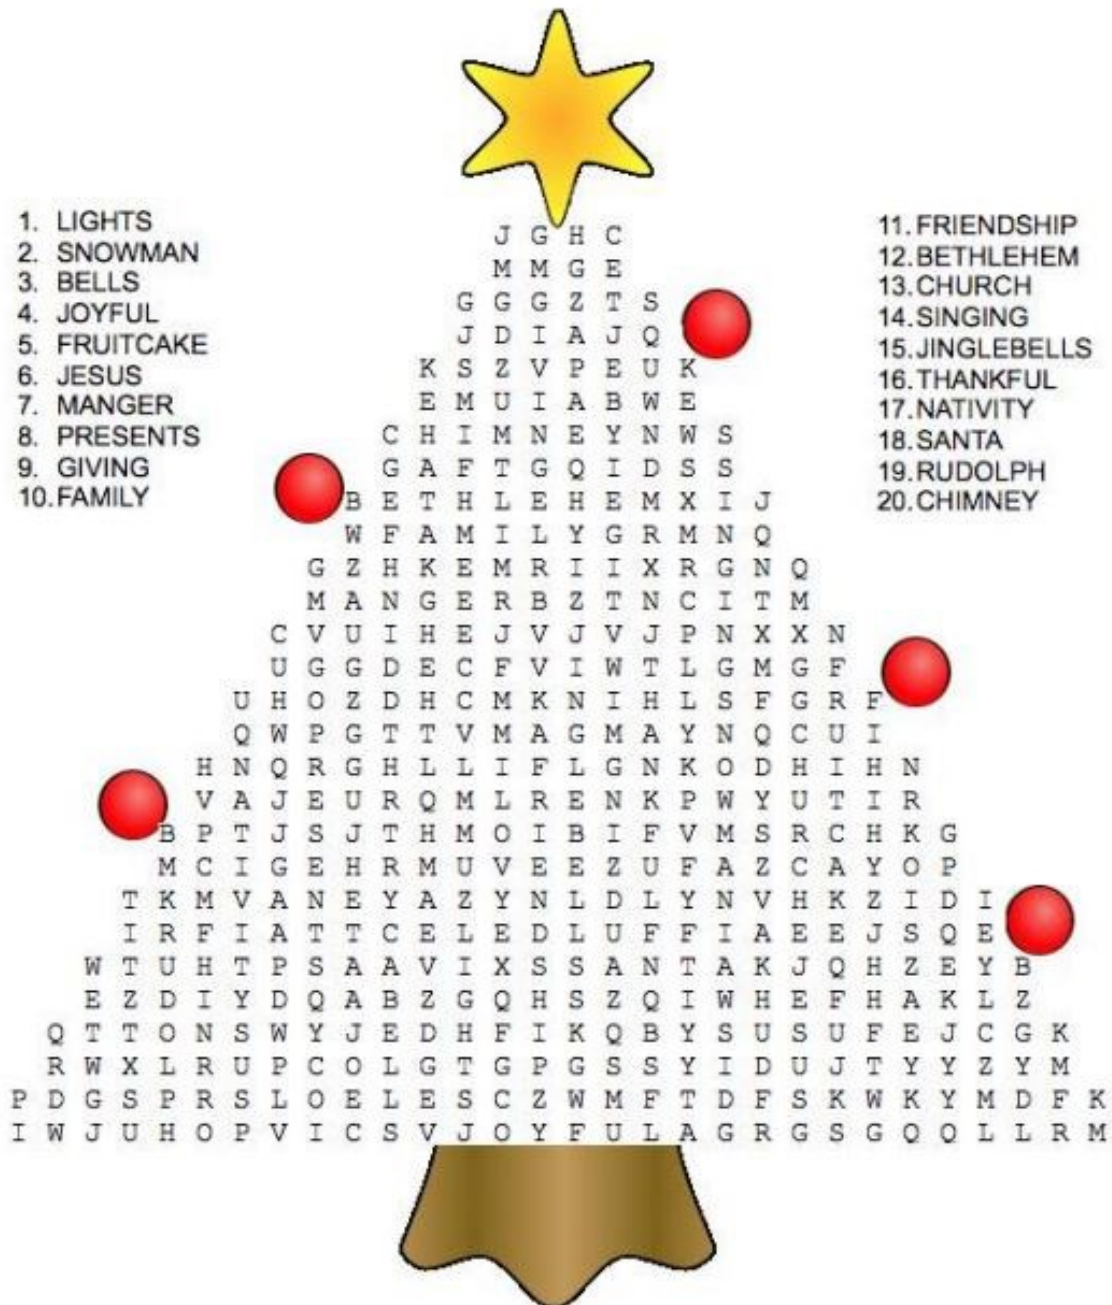 1. LIGHTS
2. SNOWMAN
3. BELLS
4. JOYFUL
5. FRUITCAKE
6. JESUS
7. MANGER
8. PRESENTS
9. GIVING
10. FAMILY
11. FRIENDSHIP
12. BETHLEHEM
13. CHURCH
14. SINGING
15. JINGLEBELLS
16. THANKFUL
17. NATIVITY
18. SANTA
19. RUDOLPH
20. CHIMNEY
J G H C
M M G E
G G G Z T S
J D I A J Q
K S Z V P E U K
E M U I A B W E
C H I M N E Y N W S
G A F T G Q I D S S
B E T H L E H E M X I J
W F A M I L Y G R M N Q
G Z H K E M R I I X R G N Q
M A N G E R B Z T N C I T M
C V U I H E J V J V J P N X X N
U G G D E C F V I W T L G M G F
U H O Z D H C M K N I H L S F G R F
Q W P G T T V M A G M A Y N Q C U I
H N Q R G H L L I F L G N K O D H I H N
V A J E U R Q M L R E N K P W Y U T I R
B P T J S J T H M O I B I F V M S R C H K G
M C I G E H R M U V E E Z U F A Z C A Y O P
T K M V A N E Y A Z Y N L D L Y N V H K Z I D I
I R F I A T T C E L E D L U F F I A E E J S Q E
W T U H T P S A A V I X S S A N T A K J Q H Z E Y B
E Z D I Y D Q A B Z G Q H S Z Q I W H E F H A K L Z
Q T T O N S W Y J E D H F I K Q B Y S U S U F E J C G K
R W X L R U P C O L G T G P G S S Y I D U J T Y Y Z Y M
P D G S P R S L O E L E S C Z W M F T D F S K W K Y M D F K
I W J U H O P V I C S V J O Y F U L A G R G S G Q Q L L R M